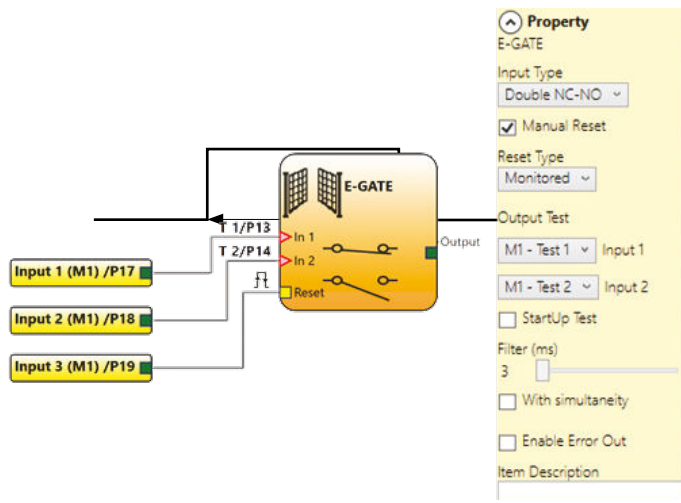 E-GATE
T 1/P13
In 1
T 2/P14
In 2
Output
Reset
Input 1 (M1) /P17
Input 2 (M1) /P18
Input 3 (M1) /P19
Property
E-GATE
Input Type
Double NC-NO
Manual Reset
Reset Type
Monitored
Output Test
M1 - Test 1 Input 1
M1 - Test 2 Input 2
StartUp Test
Filter (ms)
3
With simultaneity
Enable Error Out
Item Description